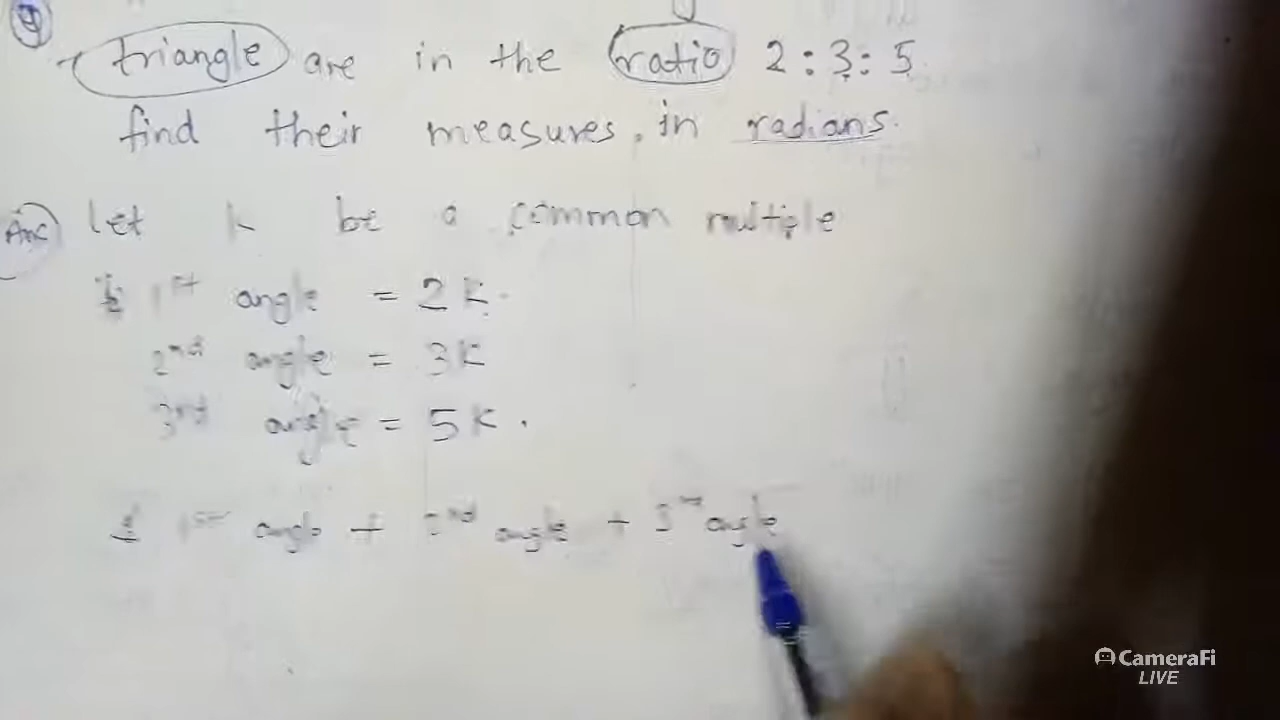 triangle are in the ratio 2 : 3 : 5
find their measures, in radians.
Ans let k be a common multiple
1st angle = 2k.
2nd angle = 3k
3rd angle = 5k.
1st angle + 2nd angle + 3rd angle
CameraFi
LIVE